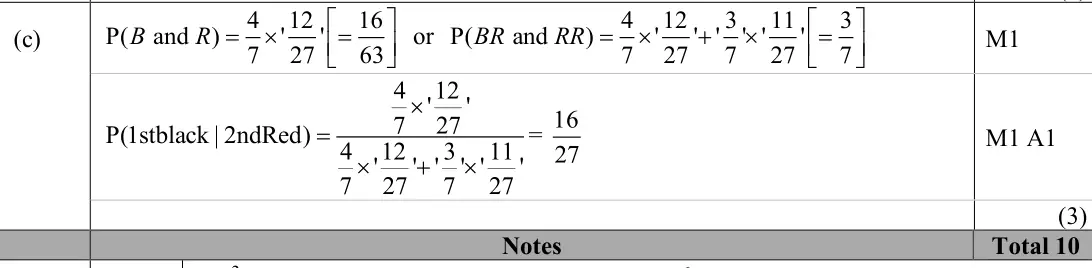 (c) P(B and R) = 4/7 × '12/27' [= 16/63] or P(BR and RR) = 4/7 × '12/27' + '3/7' × '11/27' [= 3/7] M1
P(1stblack | 2ndRed) = (4/7 × '12/27') / (4/7 × '12/27' + '3/7' × '11/27') = 16/27 M1 A1
(3)
Notes Total 10